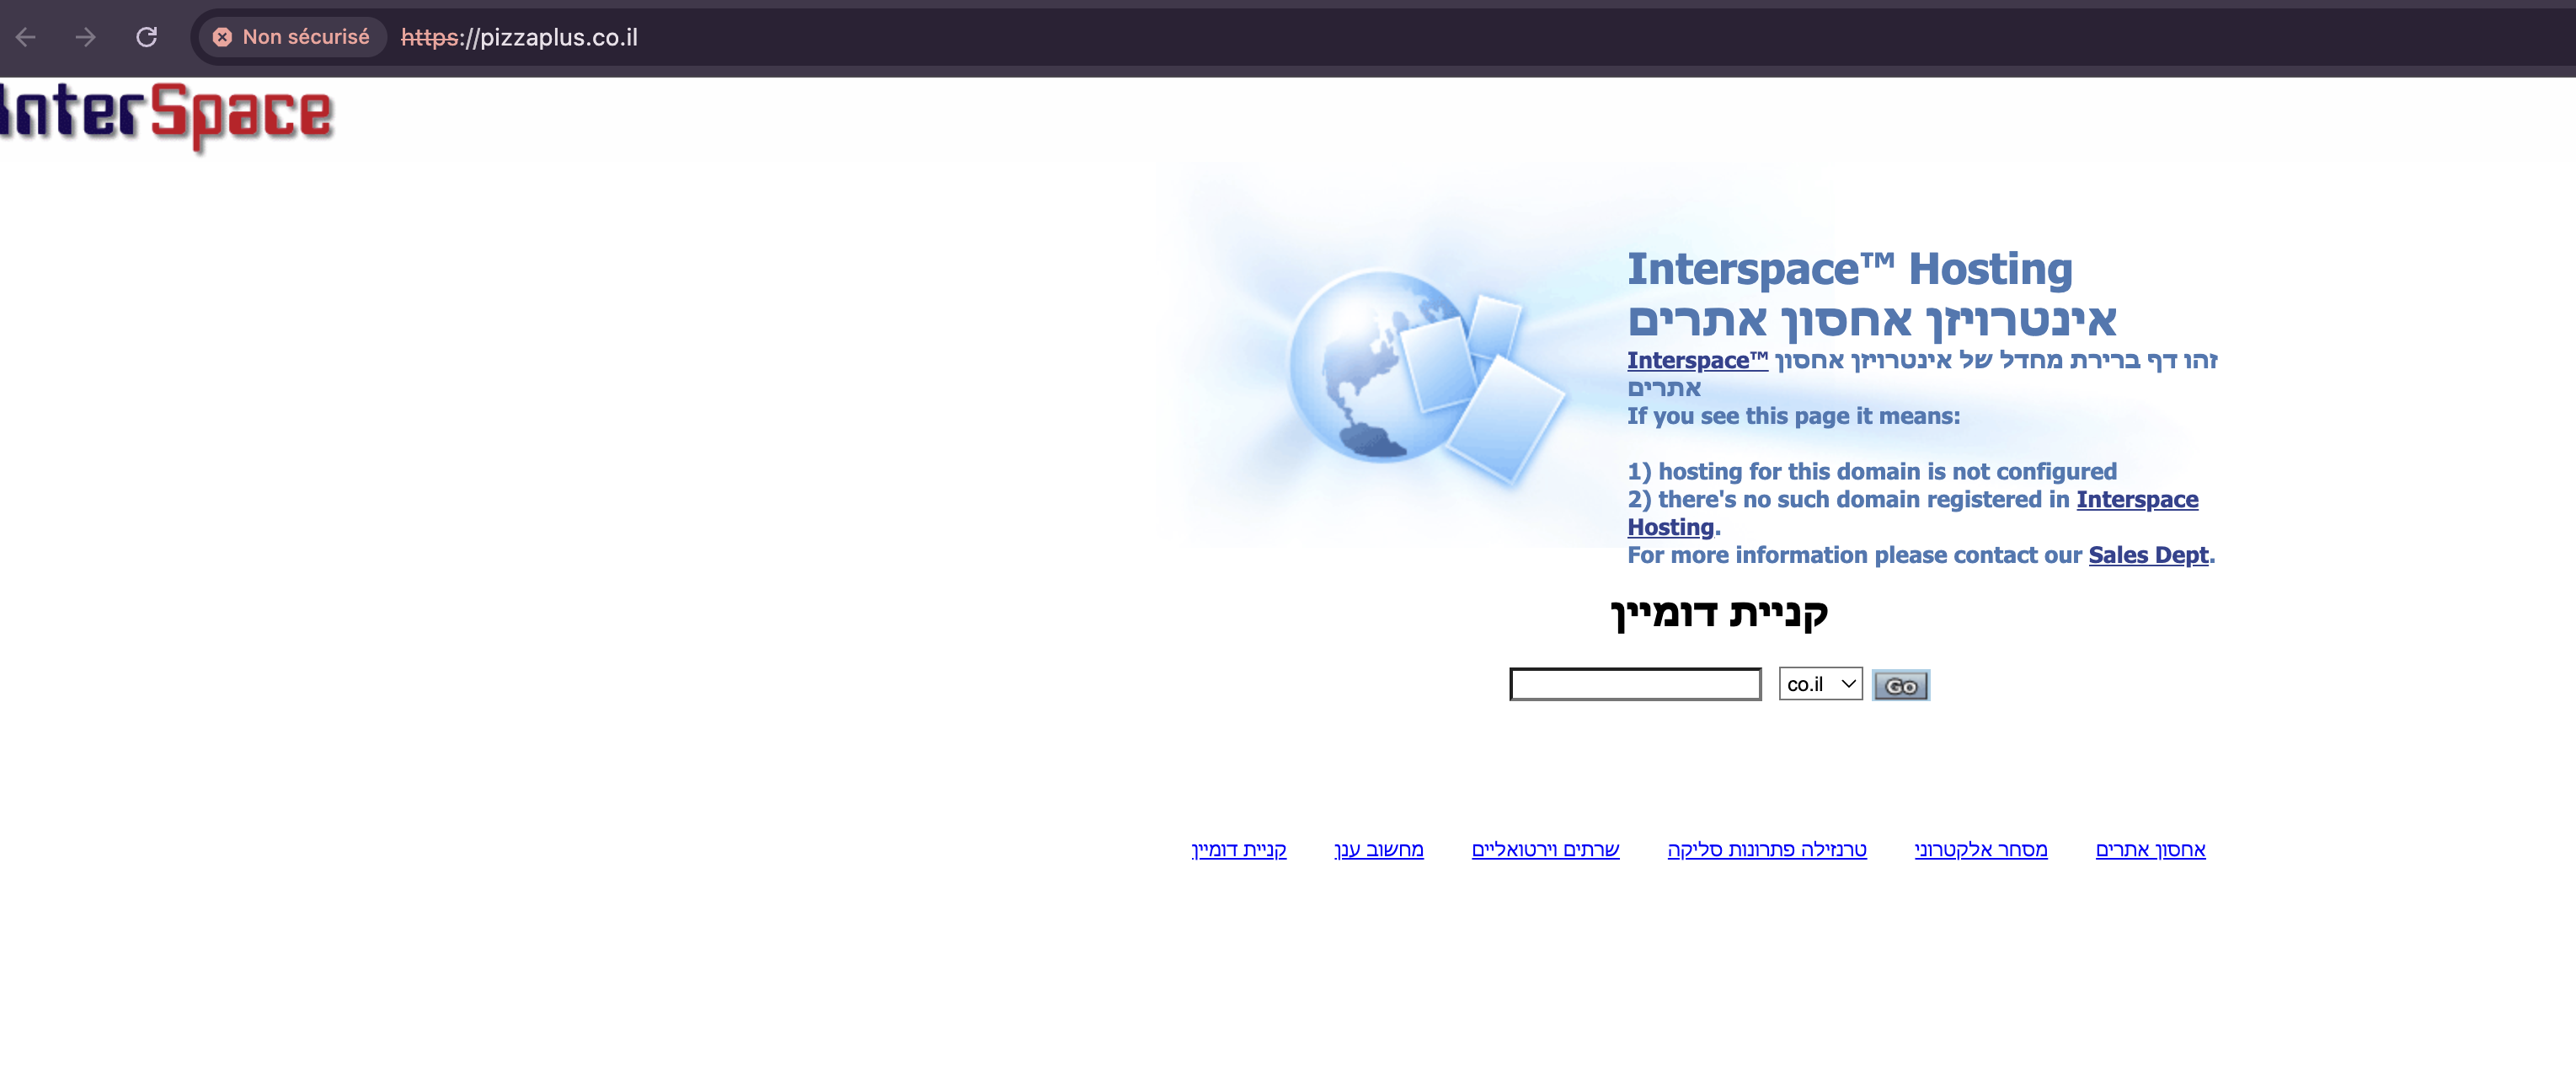 Non sécurisé
https://pizzaplus.co.il
InterSpace
Interspace™ Hosting
אינטרויזן אחסון אתרים
זהו דף ברירת מחדל של אינטרויזן אחסון Interspace™
אתרים
If you see this page it means:
1) hosting for this domain is not configured
2) there's no such domain registered in Interspace
Hosting.
For more information please contact our Sales Dept.
קניית דומיין
co.il Go
אחסון אתרים מסחר אלקטרוני טרנזילה פתרונות סליקה שרתים וירטואליים מחשוב ענן קניית דומיין